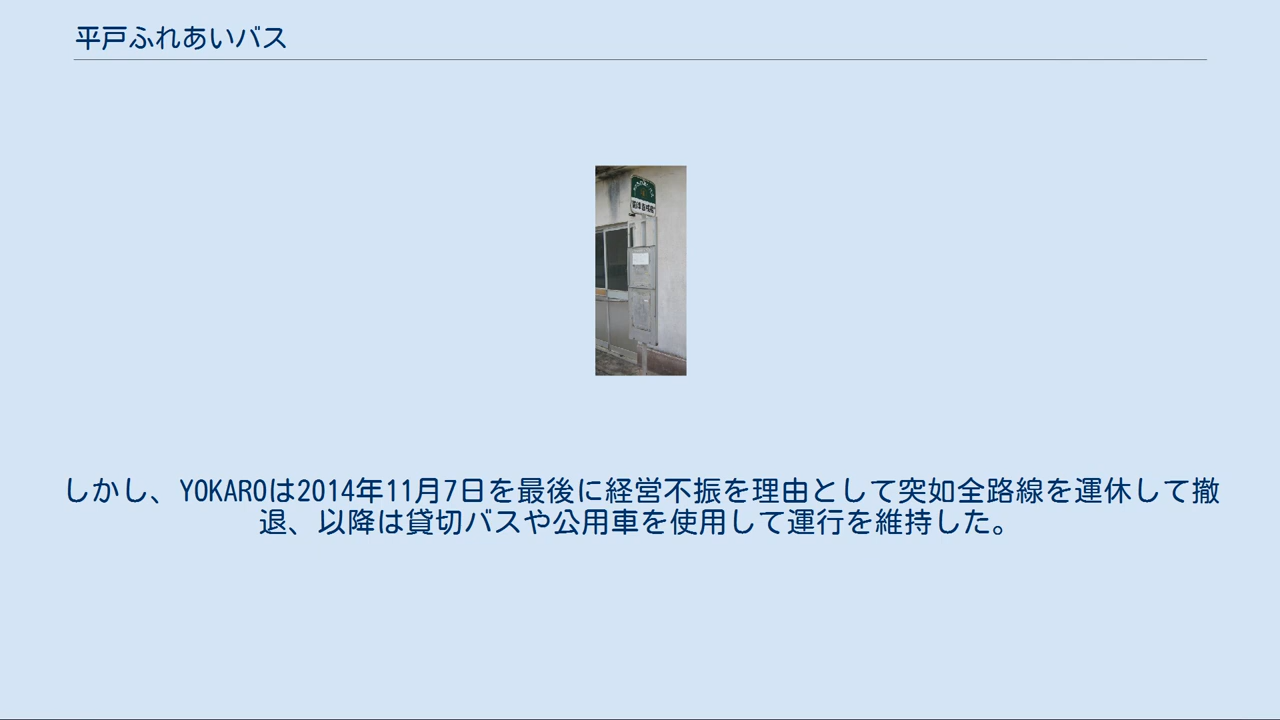 平戸ふれあいバス
しかし、YOKAROは2014年11月7日を最後に経営不振を理由として突如全路線を運休して撤
退、以降は貸切バスや公用車を使用して運行を維持した。